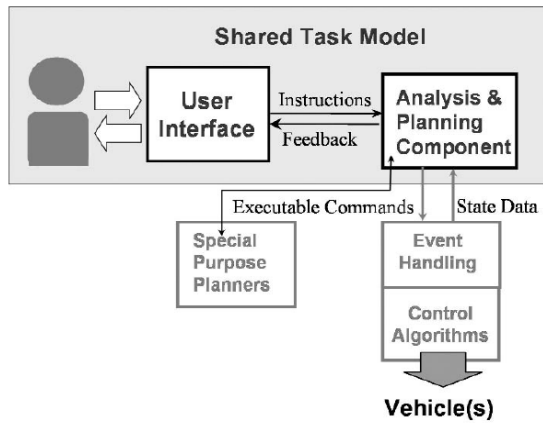 Shared Task Model
User
Interface
Instructions
Feedback
Analysis &
Planning
Component
Executable Commands
State Data
Special
Purpose
Planners
Event
Handling
Control
Algorithms
Vehicle(s)